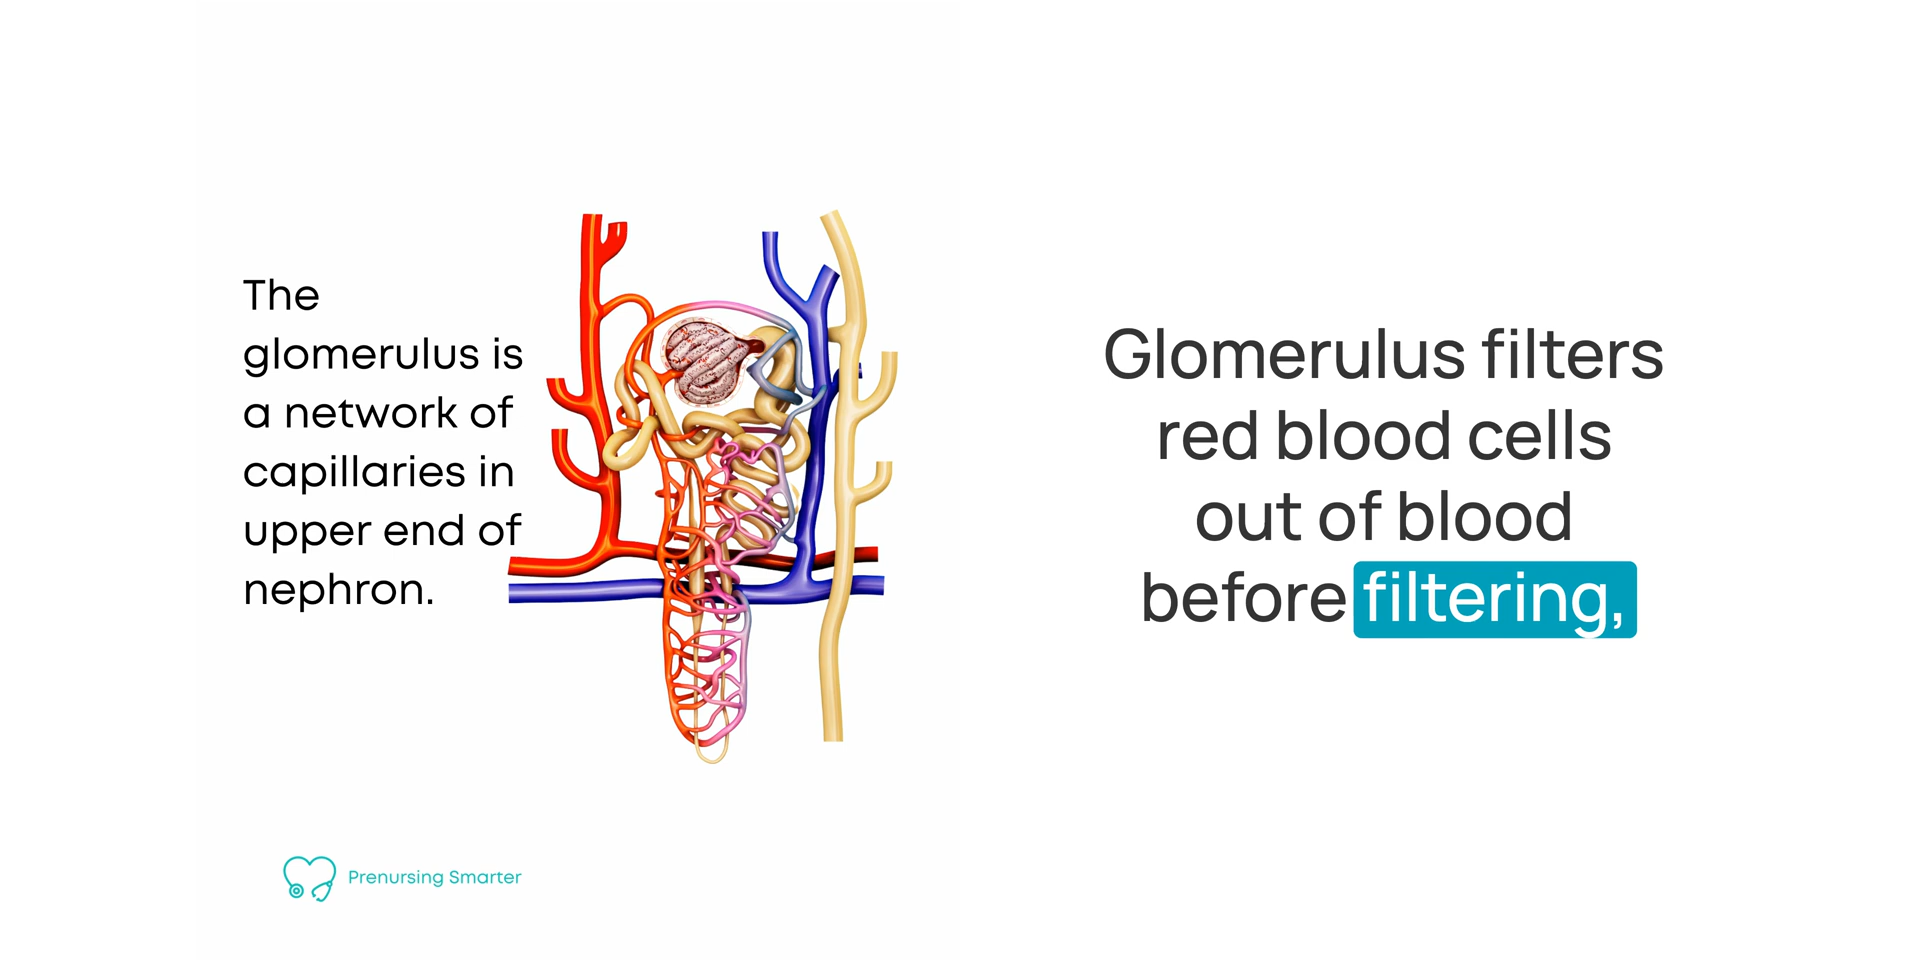 The
glomerulus is
a network of
capillaries in
upper end of
nephron.
Prenursing Smarter
Glomerulus filters
red blood cells
out of blood
before filtering,